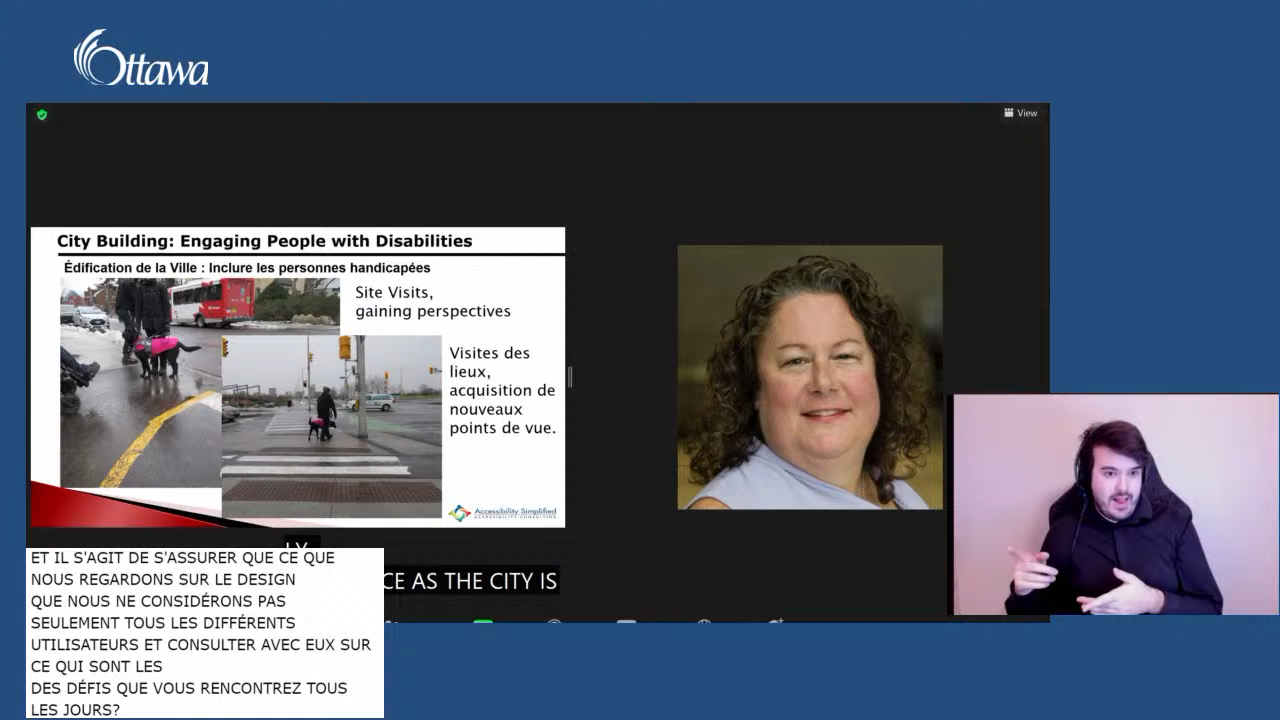 Ottawa
View
City Building: Engaging People with Disabilities
Édification de la Ville : Inclure les personnes handicapées
Site Visits,
gaining perspectives
Visites des
lieux,
acquisition de
nouveaux
points de vue.
Accessibility Simplified
ACCESSIBILITY CONSULTING
CE AS THE CITY IS
ET IL S'AGIT DE S'ASSURER QUE CE QUE
NOUS REGARDONS SUR LE DESIGN
QUE NOUS NE CONSIDÉRONS PAS
SEULEMENT TOUS LES DIFFÉRENTS
UTILISATEURS ET CONSULTER AVEC EUX SUR
CE QUI SONT LES
DES DÉFIS QUE VOUS RENCONTREZ TOUS
LES JOURS?